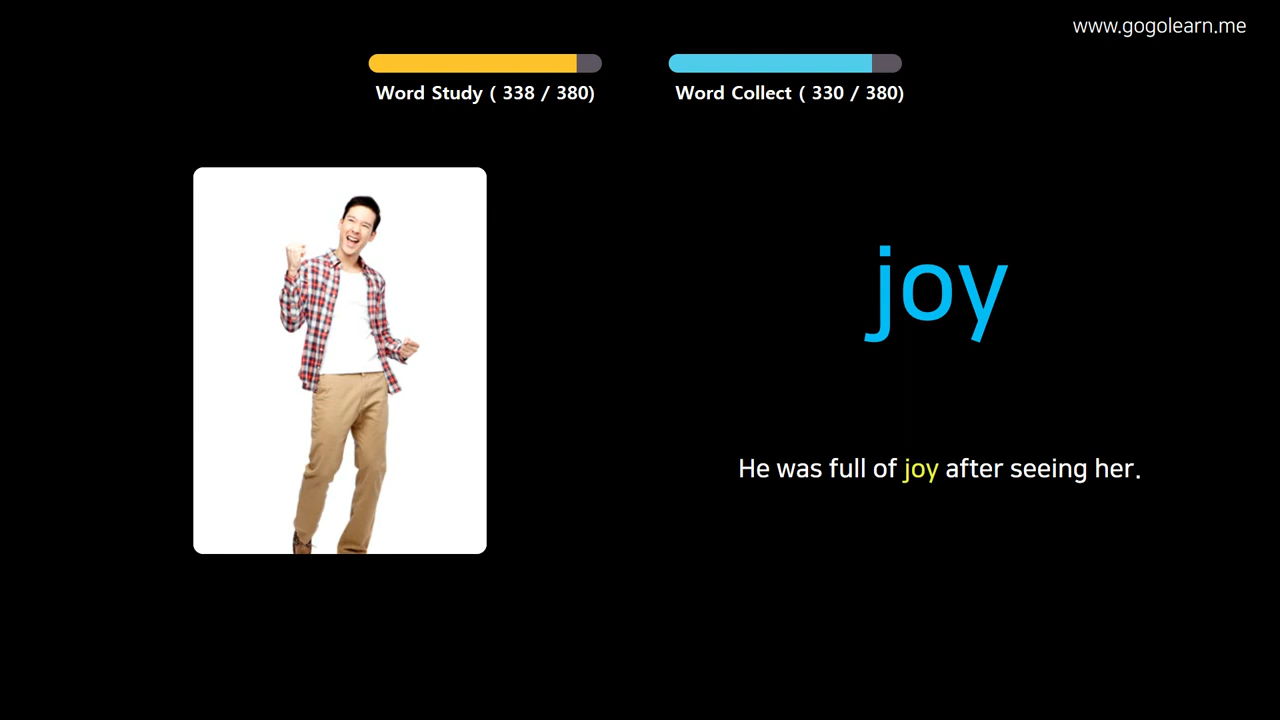 www.gogolearn.me
Word Study ( 338 / 380)
Word Collect ( 330 / 380)
joy
He was full of joy after seeing her.